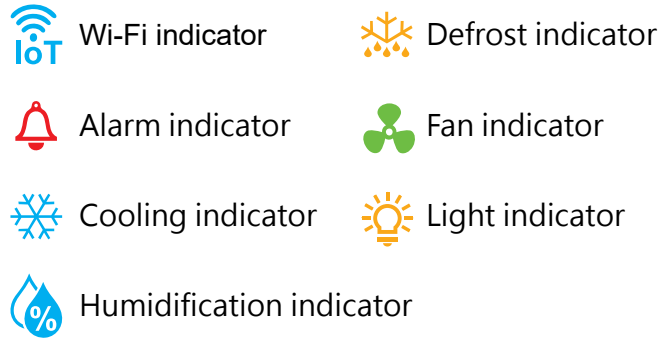 IoT Wi-Fi indicator
Defrost indicator
Alarm indicator
Fan indicator
Cooling indicator
Light indicator
% Humidification indicator